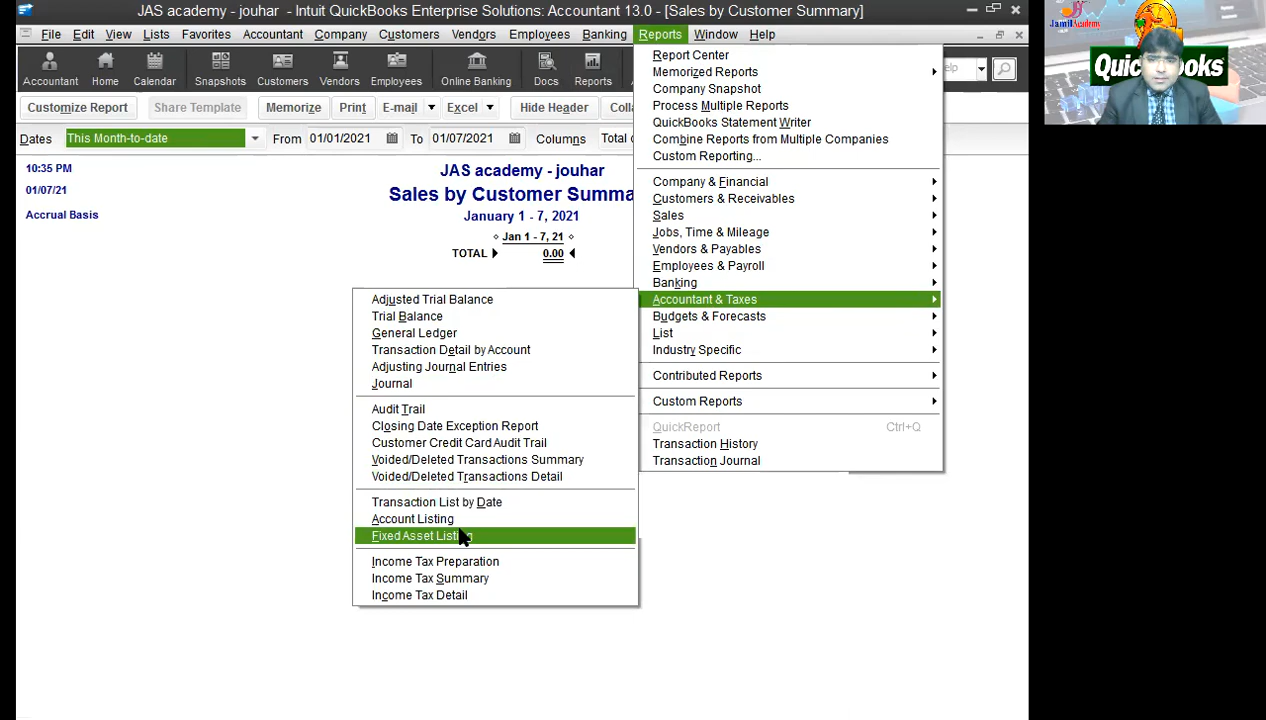 JAS academy - jouhar - Intuit QuickBooks Enterprise Solutions: Accountant 13.0 - [Sales by Customer Summary]
File Edit View Lists Favorites Accountant Company Customers Vendors Employees Banking Reports Window Help
Accountant Home Calendar Snapshots Customers Vendors Employees Online Banking Docs Reports
Customize Report Share Template Memorize Print E-mail Excel Hide Header
Dates This Month-to-date From 01/01/2021 To 01/07/2021 Columns
10:35 PM
01/07/21
Accrual Basis
JAS academy - jouhar
Sales by Customer
January 1 - 7, 2021
Jan 1 - 7, 21
TOTAL 0.00
Report Center
Memorized Reports
Company Snapshot
Process Multiple Reports
QuickBooks Statement Writer
Combine Reports from Multiple Companies
Custom Reporting...
Company & Financial
Customers & Receivables
Sales
Jobs, Time & Mileage
Vendors & Payables
Employees & Payroll
Banking
Accountant & Taxes
Budgets & Forecasts
List
Industry Specific
Contributed Reports
Custom Reports
QuickReport Ctrl+Q
Transaction History
Transaction Journal
Adjusted Trial Balance
Trial Balance
General Ledger
Transaction Detail by Account
Adjusting Journal Entries
Journal
Audit Trail
Closing Date Exception Report
Customer Credit Card Audit Trail
Voided/Deleted Transactions Summary
Voided/Deleted Transactions Detail
Transaction List by Date
Account Listing
Fixed Asset Listing
Income Tax Preparation
Income Tax Summary
Income Tax Detail
Jamil Academy